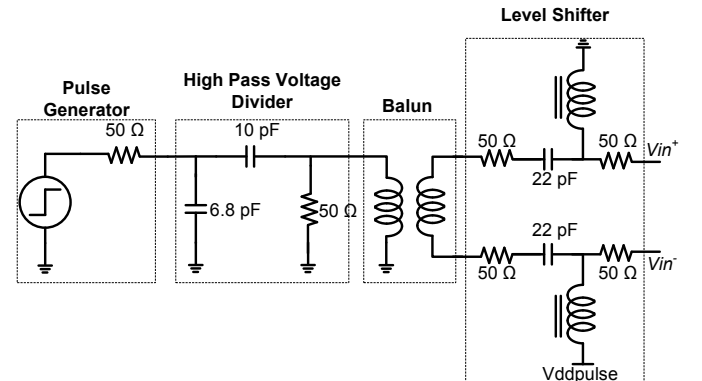 Level Shifter
Pulse
Generator
High Pass Voltage
Divider
Balun
50 Ω
10 pF
6.8 pF
50 Ω
50 Ω
22 pF
50 Ω
Vin+
22 pF
50 Ω
50 Ω
Vin-
Vddpulse